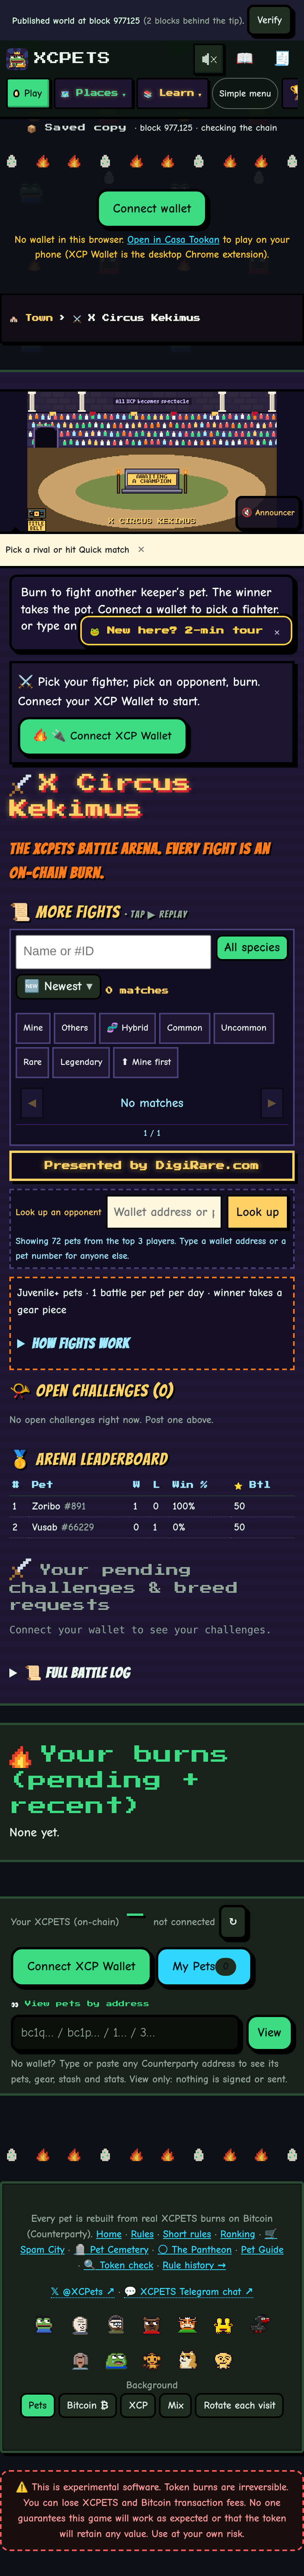 Published world at block 977125 (2 blocks behind the tip). Verify
XCPETS
Play Places ▾ Learn ▾ Simple menu
Saved copy · block 977,125 · checking the chain
Connect wallet
No wallet in this browser. Open in Casa Tookan to play on your
phone (XCP Wallet is the desktop Chrome extension).
Town > X Circus Kekimus
All XCP becomes spectacle
AWAITING
A CHAMPION
TITLE
BELT
X CIRCUS KEKIMUS
Announcer
Pick a rival or hit Quick match ×
Burn to fight another keeper's pet. The winner
takes the pot. Connect a wallet to pick a fighter,
or type an
New here? 2-min tour ×
Pick your fighter, pick an opponent, burn.
Connect your XCP Wallet to start.
Connect XCP Wallet
X Circus
Kekimus
THE XCPETS BATTLE ARENA. EVERY FIGHT IS AN
ON-CHAIN BURN.
MORE FIGHTS · TAP ▶ REPLAY
Name or #ID All species
Newest ▾ 0 matches
Mine Others Hybrid Common Uncommon
Rare Legendary ⬆ Mine first
◀ No matches ▶
1 / 1
Presented by DigiRare.com
Look up an opponent Wallet address or p Look up
Showing 72 pets from the top 3 players. Type a wallet address or a
pet number for anyone else.
Juvenile+ pets · 1 battle per pet per day · winner takes a
gear piece
▶ HOW FIGHTS WORK
OPEN CHALLENGES (0)
No open challenges right now. Post one above.
ARENA LEADERBOARD
# Pet W L Win % ⭐ Btl
1 Zoribo #891 1 0 100% 50
2 Vusab #66229 0 1 0% 50
Your pending
challenges & breed
requests
Connect your wallet to see your challenges.
▶ FULL BATTLE LOG
Your burns
(pending +
recent)
None yet.
Your XCPETS (on-chain) — not connected ↻
Connect XCP Wallet My Pets 0
View pets by address
bc1q… / bc1p… / 1… / 3… View
No wallet? Type or paste any Counterparty address to see its
pets, gear, stash and stats. View only: nothing is signed or sent.
Every pet is rebuilt from real XCPETS burns on Bitcoin
(Counterparty). Home · Rules · Short rules · Ranking ·
Spam City · Pet Cemetery · The Pantheon · Pet Guide
· Token check · Rule history →
𝕏 @XCPets ↗ · XCPETS Telegram chat ↗
Background
Pets Bitcoin ₿ XCP Mix Rotate each visit
⚠️ This is experimental software. Token burns are irreversible.
You can lose XCPETS and Bitcoin transaction fees. No one
guarantees this game will work as expected or that the token
will retain any value. Use at your own risk.